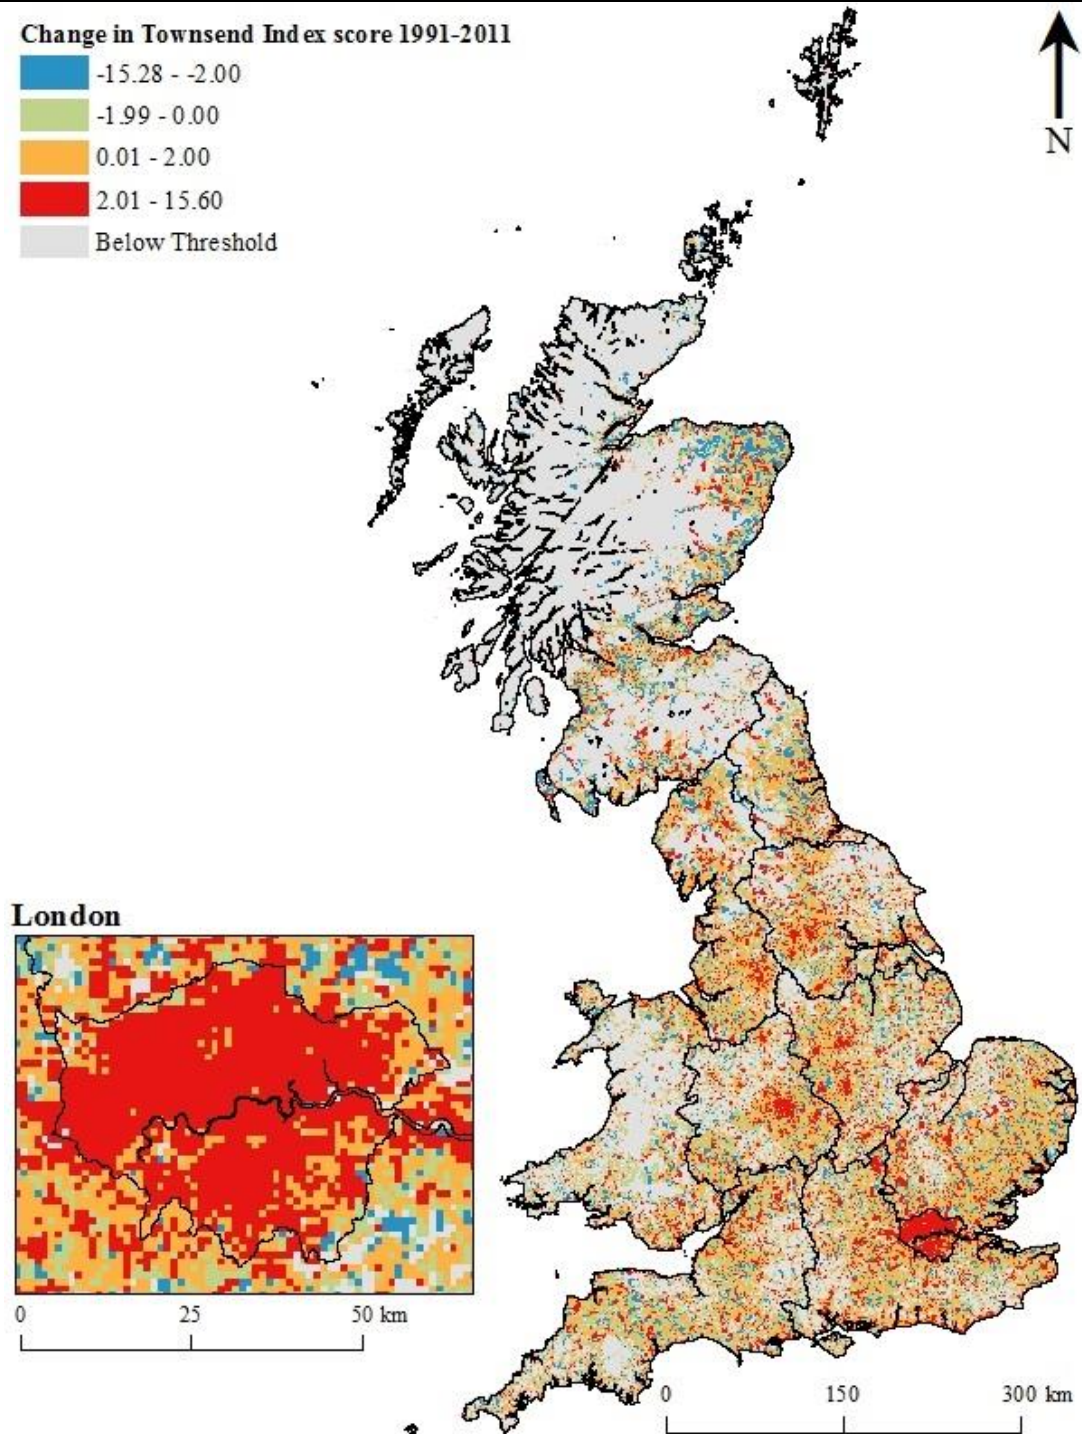 Change in Townsend Index score 1991-2011
-15.28 - -2.00
-1.99 - 0.00
0.01 - 2.00
2.01 - 15.60
Below Threshold
N
London
0 25 50 km
0 150 300 km